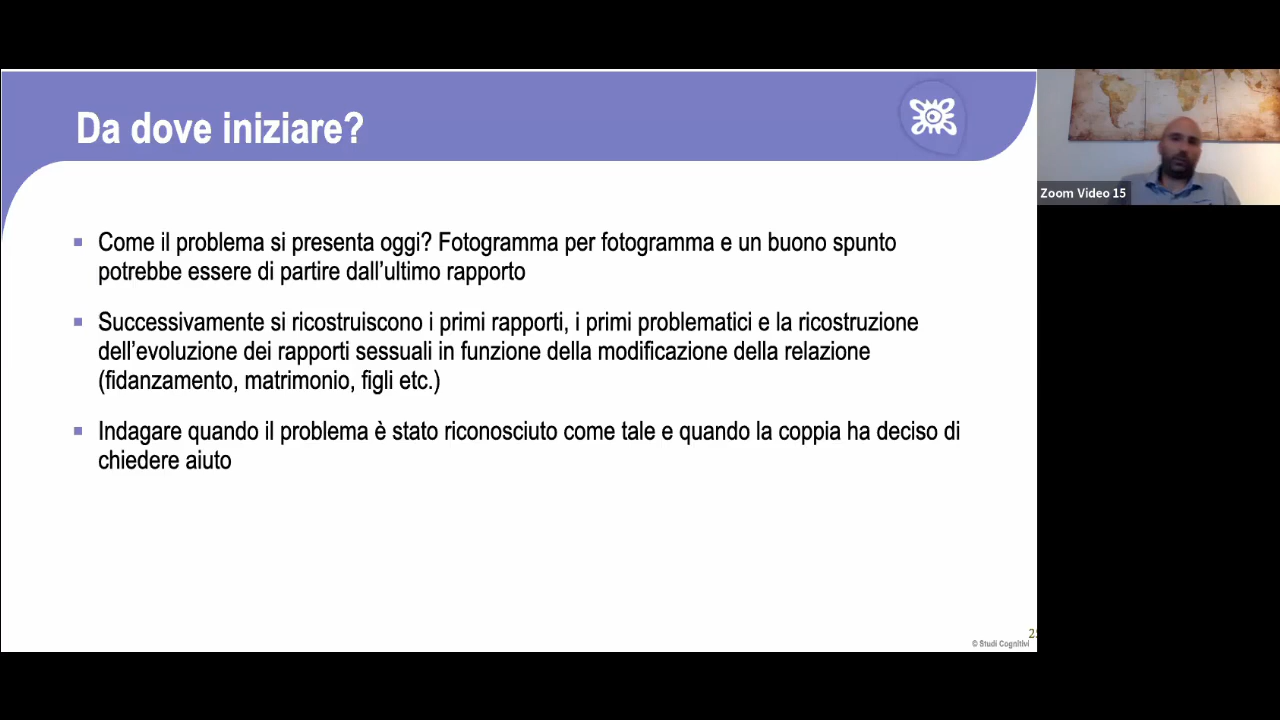 Da dove iniziare?
Zoom Video 15
Come il problema si presenta oggi? Fotogramma per fotogramma e un buono spunto
potrebbe essere di partire dall'ultimo rapporto
Successivamente si ricostruiscono i primi rapporti, i primi problematici e la ricostruzione
dell'evoluzione dei rapporti sessuali in funzione della modificazione della relazione
(fidanzamento, matrimonio, figli etc.)
Indagare quando il problema è stato riconosciuto come tale e quando la coppia ha deciso di
chiedere aiuto
© Studi Cognitivi